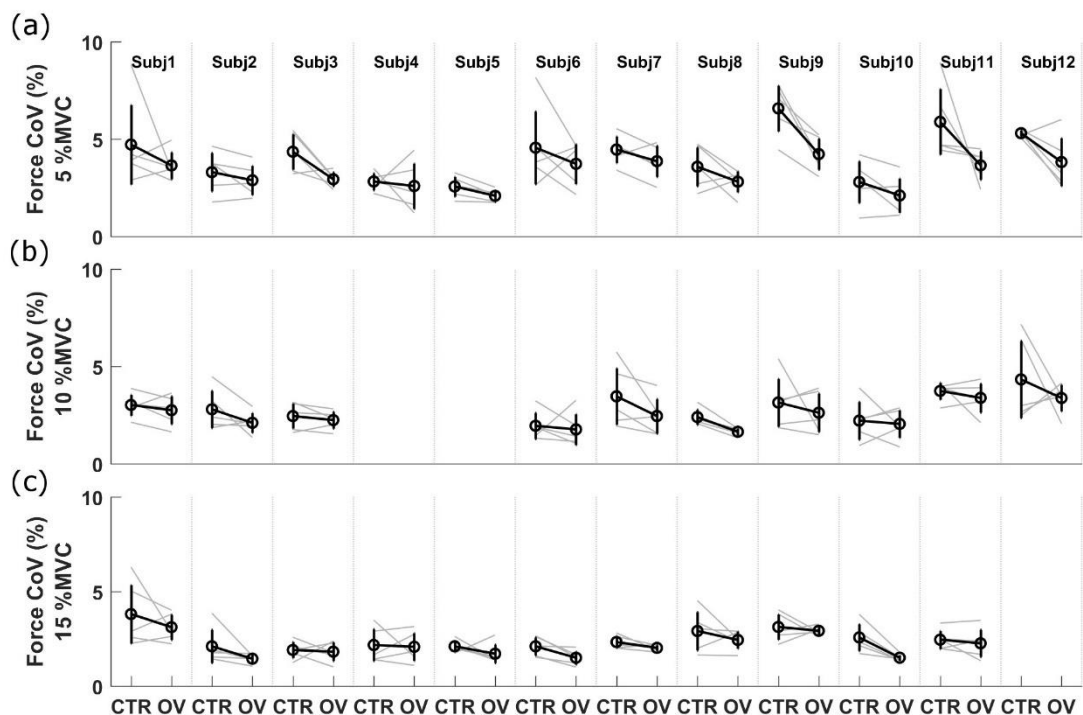 (a)
Force CoV (%)
5 %MVC
10
5
0
Subj1 Subj2 Subj3 Subj4 Subj5 Subj6 Subj7 Subj8 Subj9 Subj10 Subj11 Subj12
(b)
Force CoV (%)
10 %MVC
10
5
0
(c)
Force CoV (%)
15 %MVC
10
5
0
CTR OV CTR OV CTR OV CTR OV CTR OV CTR OV CTR OV CTR OV CTR OV CTR OV CTR OV CTR OV